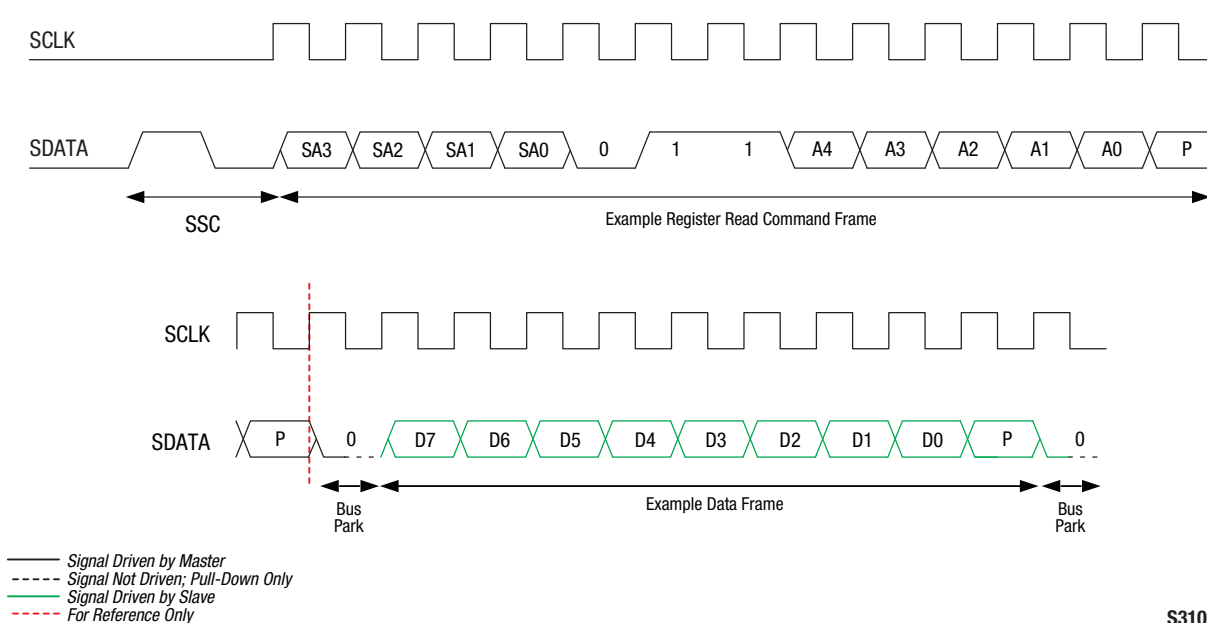 SCLK
SDATA SA3 SA2 SA1 SA0 0 1 1 A4 A3 A2 A1 A0 P
SSC
Example Register Read Command Frame
SCLK
SDATA P 0 D7 D6 D5 D4 D3 D2 D1 D0 P 0
Bus
Park
Example Data Frame
Bus
Park
Signal Driven by Master
Signal Not Driven; Pull-Down Only
Signal Driven by Slave
For Reference Only
S310